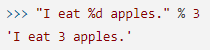 >>> "I eat %d apples." % 3
'I eat 3 apples.'